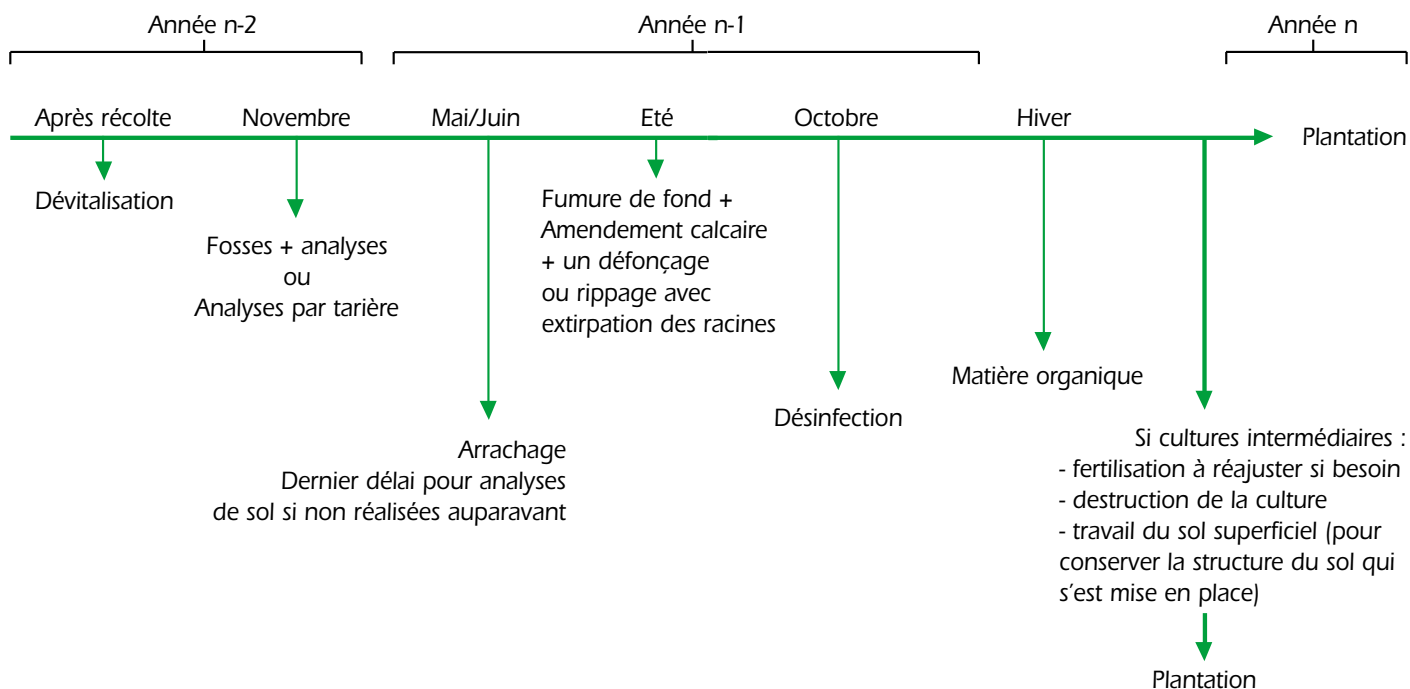 Année n-2
Année n-1
Année n
Après récolte
Novembre
Mai/Juin
Eté
Octobre
Hiver
Plantation
Dévitalisation
Fosses + analyses
ou
Analyses par tarière
Arrachage
Dernier délai pour analyses
de sol si non réalisées auparavant
Fumure de fond +
Amendement calcaire
+ un défonçage
ou rippage avec
extirpation des racines
Désinfection
Matière organique
Si cultures intermédiaires :
- fertilisation à réajuster si besoin
- destruction de la culture
- travail du sol superficiel (pour
conserver la structure du sol qui
s'est mise en place)
Plantation